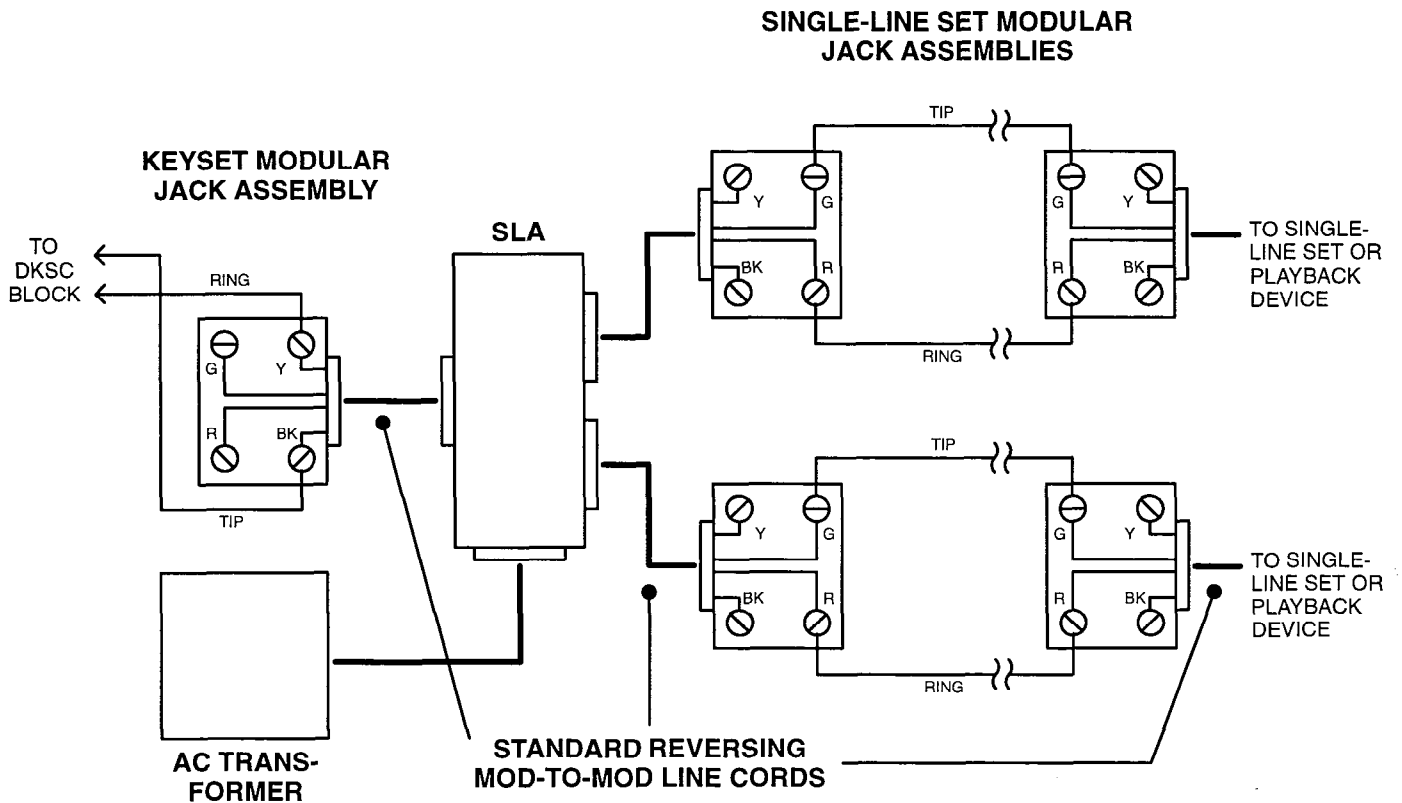 SINGLE-LINE SET MODULAR
JACK ASSEMBLIES
KEYSET MODULAR
JACK ASSEMBLY
SLA
TO
DKSC
BLOCK
RING
G
Y
R
BK
TIP
TIP
Y
G
BK
R
G
Y
R
BK
RING
TO SINGLE-
LINE SET OR
PLAYBACK
DEVICE
TIP
Y
G
BK
R
G
Y
R
BK
RING
TO SINGLE-
LINE SET OR
PLAYBACK
DEVICE
AC TRANS-
FORMER
STANDARD REVERSING
MOD-TO-MOD LINE CORDS